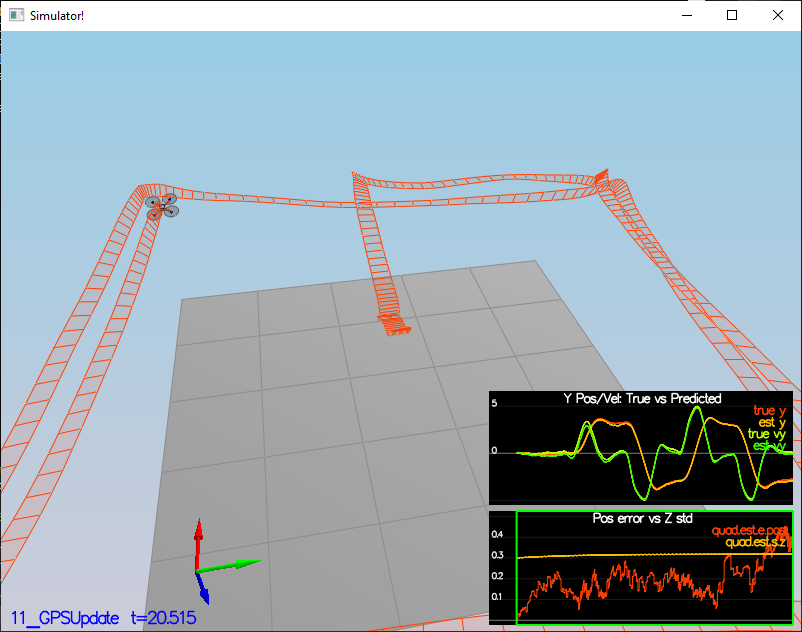 Simulator!
Y Pos/Vel: True vs Predicted
5
true y
est y
true vy
0
est vy
Pos error vs Z std
quad.est.e.pos
0.4
quad.est.s.z
0.3
0.2
0.1
11_GPSUpdate t=20.515